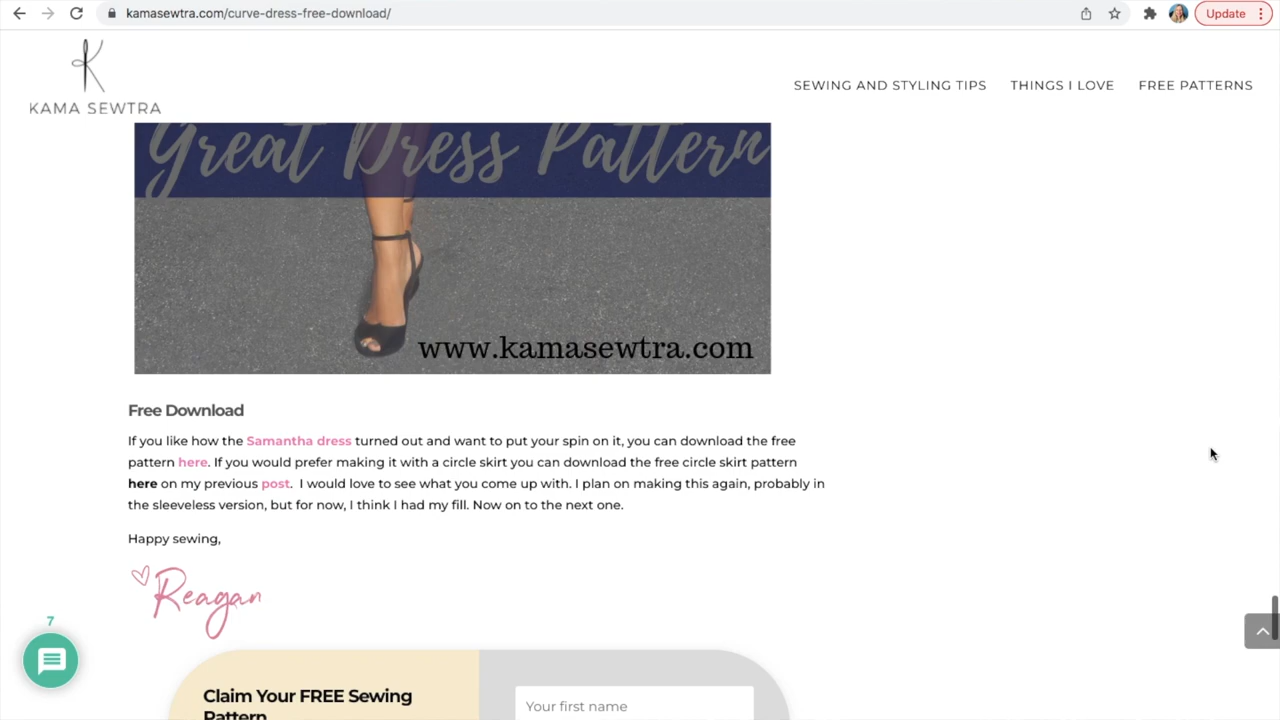 kamasewtra.com/curve-dress-free-download/
Update
KAMA SEWTRA
SEWING AND STYLING TIPS
THINGS I LOVE
FREE PATTERNS
Great Dress Pattern
www.kamasewtra.com
Free Download
If you like how the Samantha dress turned out and want to put your spin on it, you can download the free
pattern here. If you would prefer making it with a circle skirt you can download the free circle skirt pattern
here on my previous post.  I would love to see what you come up with. I plan on making this again, probably in
the sleeveless version, but for now, I think I had my fill. Now on to the next one.
Happy sewing,
Reagan
7
Claim Your FREE Sewing
Pattern
Your first name